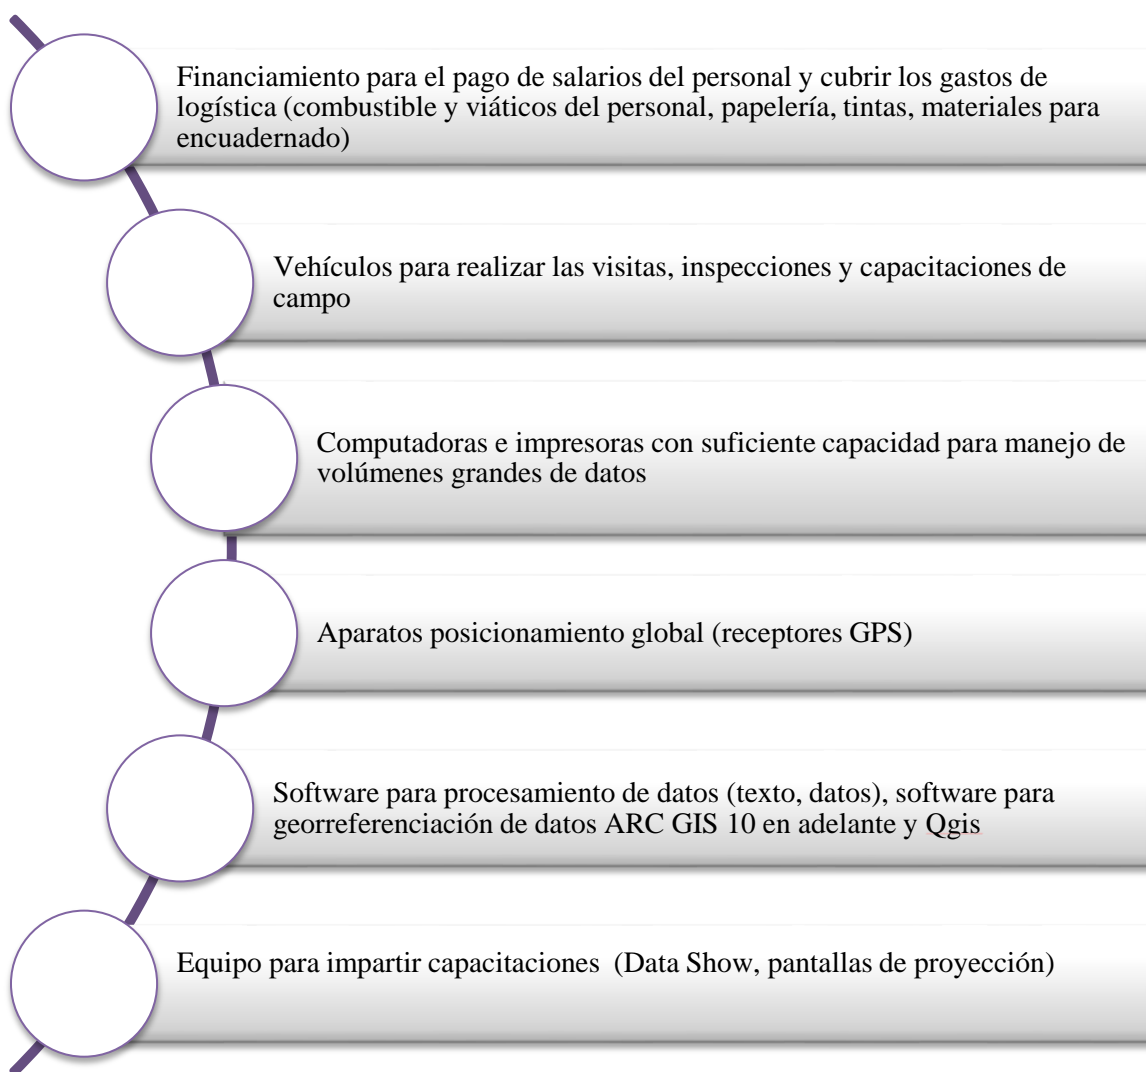 Financiamiento para el pago de salarios del personal y cubrir los gastos de
logística (combustible y viáticos del personal, papelería, tintas, materiales para
encuadernado)
Vehículos para realizar las visitas, inspecciones y capacitaciones de
campo
Computadoras e impresoras con suficiente capacidad para manejo de
volúmenes grandes de datos
Aparatos posicionamiento global (receptores GPS)
Software para procesamiento de datos (texto, datos), software para
georreferenciación de datos ARC GIS 10 en adelante y Qgis
Equipo para impartir capacitaciones  (Data Show, pantallas de proyección)